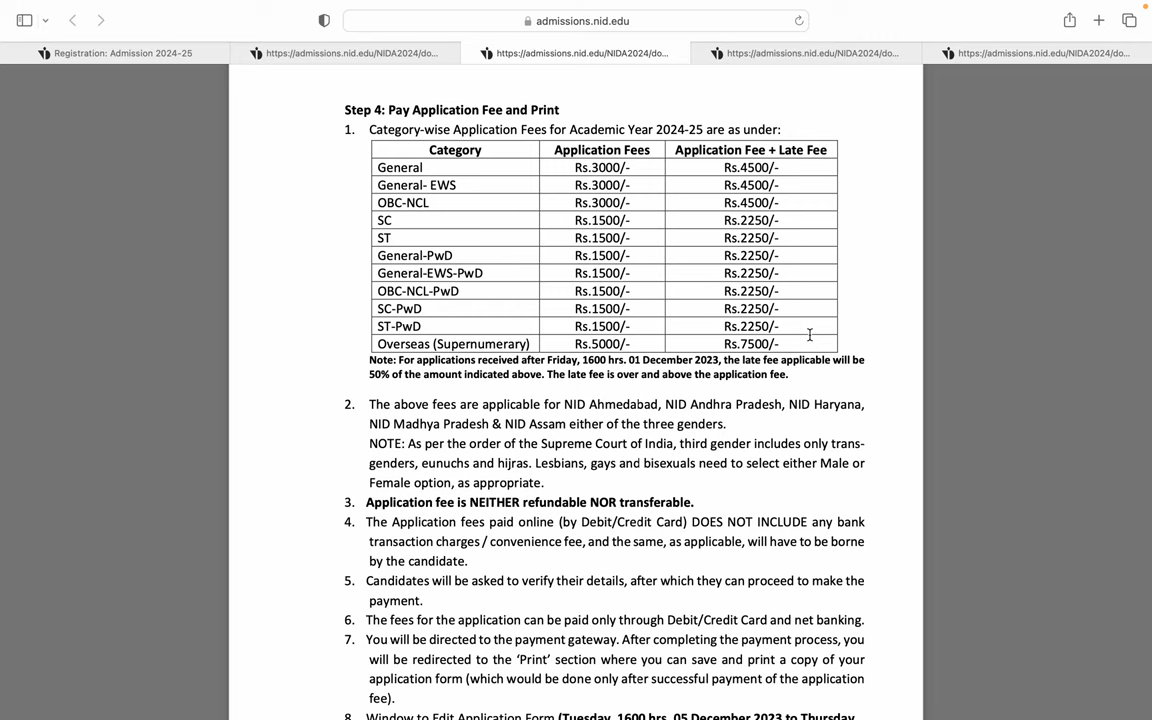 admissions.nid.edu
Registration: Admission 2024-25
https://admissions.nid.edu/NIDA2024/do...
https://admissions.nid.edu/NIDA2024/do...
https://admissions.nid.edu/NIDA2024/do...
https://admissions.nid.edu/NIDA2024/do...
Step 4: Pay Application Fee and Print
1. Category-wise Application Fees for Academic Year 2024-25 are as under:
Category Application Fees Application Fee + Late Fee
General Rs.3000/- Rs.4500/-
General- EWS Rs.3000/- Rs.4500/-
OBC-NCL Rs.3000/- Rs.4500/-
SC Rs.1500/- Rs.2250/-
ST Rs.1500/- Rs.2250/-
General-PwD Rs.1500/- Rs.2250/-
General-EWS-PwD Rs.1500/- Rs.2250/-
OBC-NCL-PwD Rs.1500/- Rs.2250/-
SC-PwD Rs.1500/- Rs.2250/-
ST-PwD Rs.1500/- Rs.2250/-
Overseas (Supernumerary) Rs.5000/- Rs.7500/-
Note: For applications received after Friday, 1600 hrs. 01 December 2023, the late fee applicable will be
50% of the amount indicated above. The late fee is over and above the application fee.
2. The above fees are applicable for NID Ahmedabad, NID Andhra Pradesh, NID Haryana,
NID Madhya Pradesh & NID Assam either of the three genders.
NOTE: As per the order of the Supreme Court of India, third gender includes only trans-
genders, eunuchs and hijras. Lesbians, gays and bisexuals need to select either Male or
Female option, as appropriate.
3. Application fee is NEITHER refundable NOR transferable.
4. The Application fees paid online (by Debit/Credit Card) DOES NOT INCLUDE any bank
transaction charges / convenience fee, and the same, as applicable, will have to be borne
by the candidate.
5. Candidates will be asked to verify their details, after which they can proceed to make the
payment.
6. The fees for the application can be paid only through Debit/Credit Card and net banking.
7. You will be directed to the payment gateway. After completing the payment process, you
will be redirected to the ‘Print’ section where you can save and print a copy of your
application form (which would be done only after successful payment of the application
fee).
8. Window to Edit Application Form (Tuesday, 1600 hrs. 05 December 2023 to Thursday,